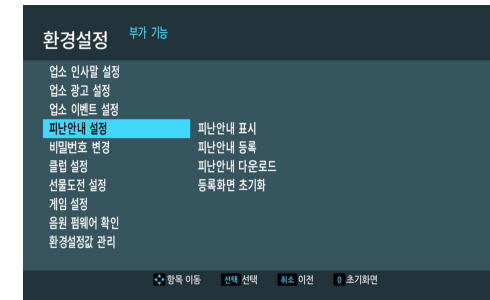 환경설정 부가 기능
업소 인사말 설정
업소 광고 설정
업소 이벤트 설정
피난안내 설정 피난안내 표시
비밀번호 변경 피난안내 등록
클럽 설정 피난안내 다운로드
선물도전 설정 등록화면 초기화
게임 설정
음원 펌웨어 확인
환경설정값 관리
항목 이동 선택 선택 취소 이전 0 초기화면